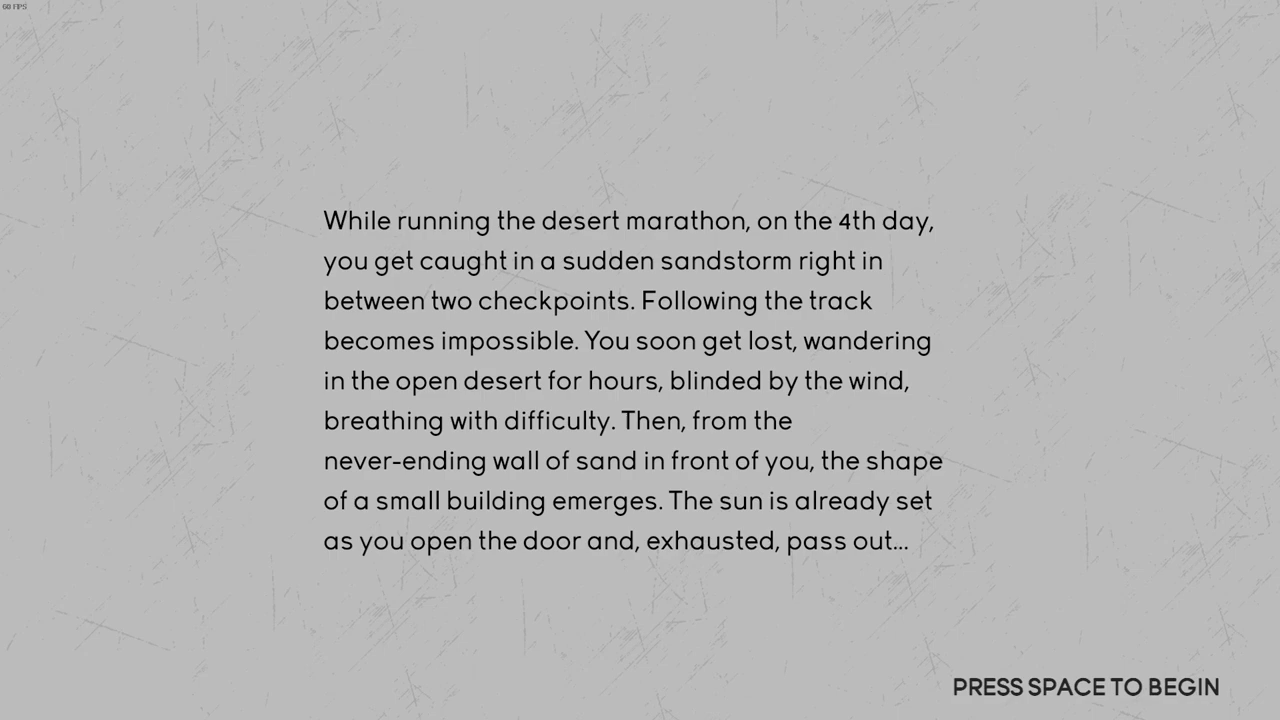 60 FPS
While running the desert marathon, on the 4th day,
you get caught in a sudden sandstorm right in
between two checkpoints. Following the track
becomes impossible. You soon get lost, wandering
in the open desert for hours, blinded by the wind,
breathing with difficulty. Then, from the
never-ending wall of sand in front of you, the shape
of a small building emerges. The sun is already set
as you open the door and, exhausted, pass out...
PRESS SPACE TO BEGIN